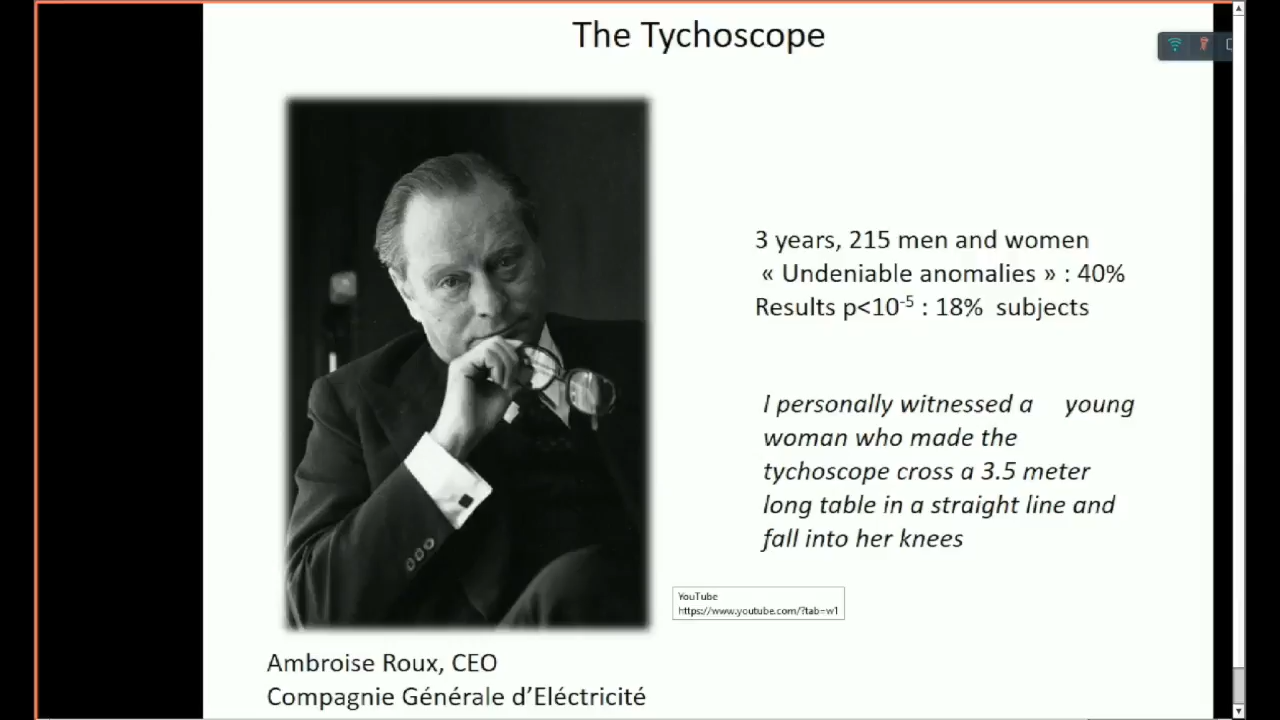 The Tychoscope
3 years, 215 men and women
« Undeniable anomalies » : 40%
Results p<10⁻⁵ : 18% subjects
I personally witnessed a young
woman who made the
tychoscope cross a 3.5 meter
long table in a straight line and
fall into her knees
YouTube
https://www.youtube.com/?tab=w1
Ambroise Roux, CEO
Compagnie Générale d’Eléctricité